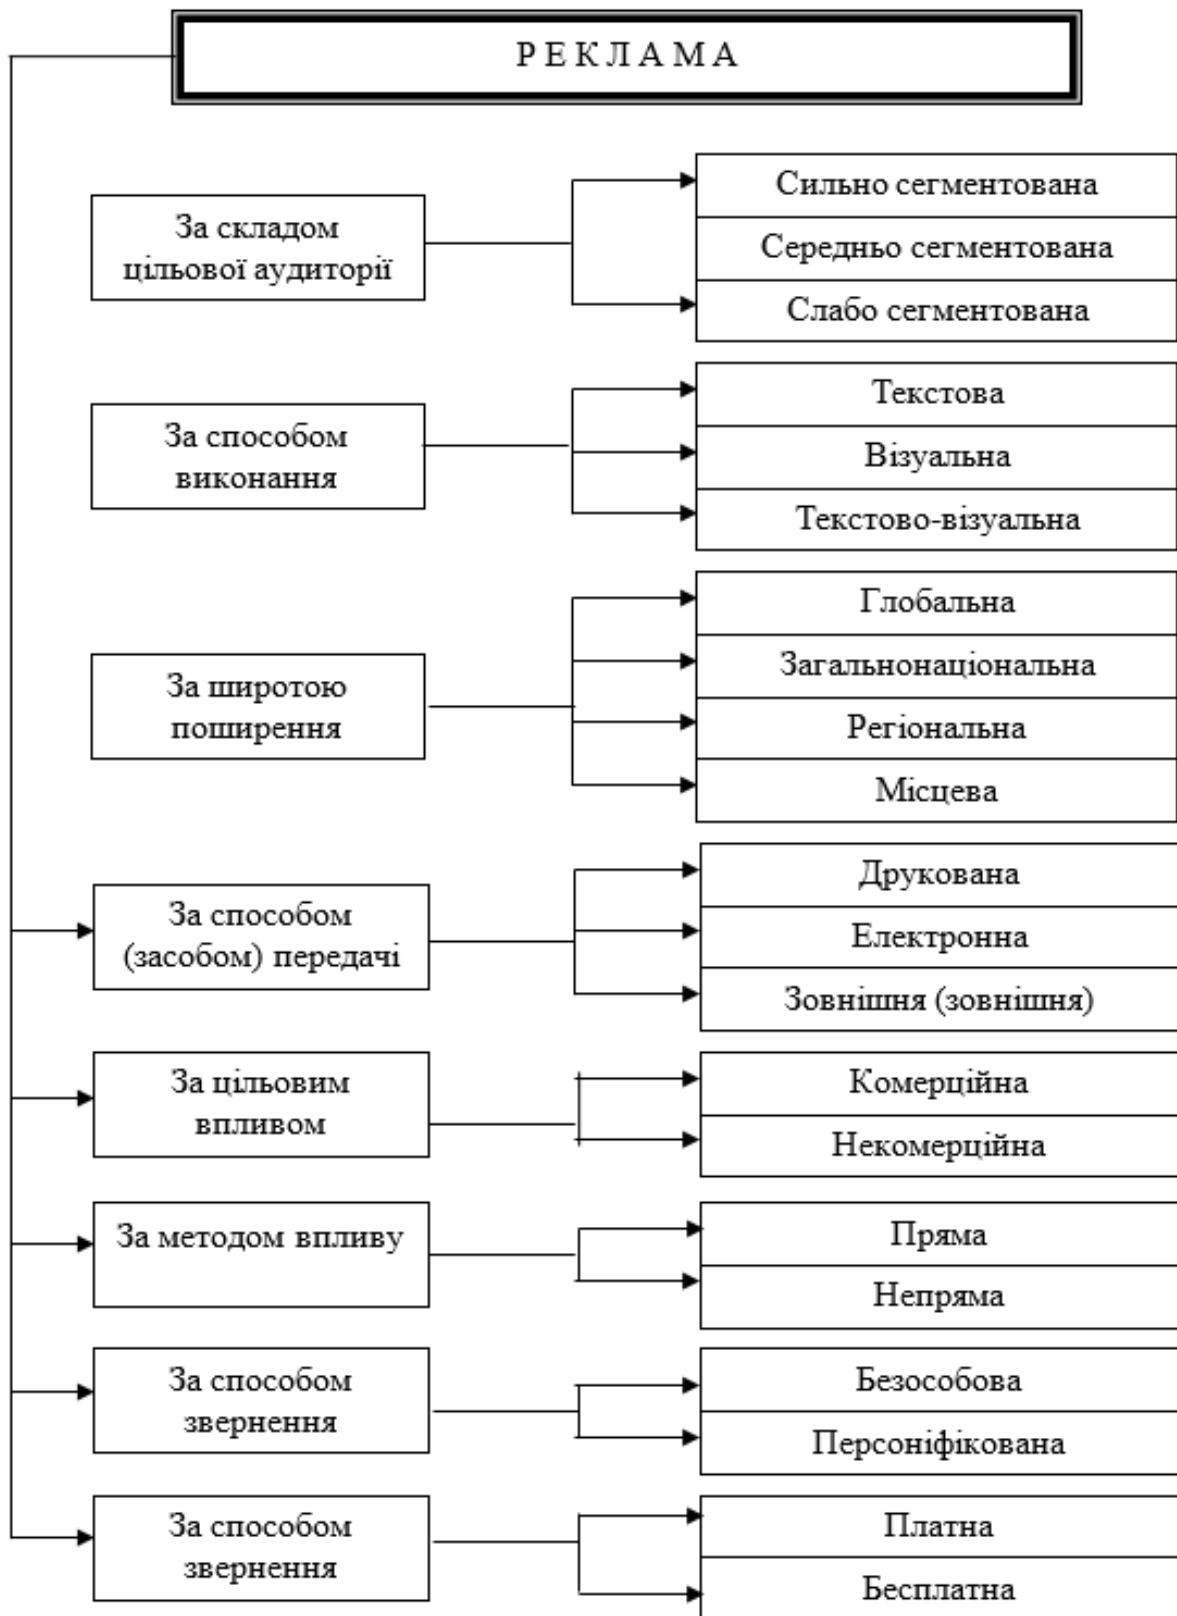 Р Е К Л А М А
За складом
цільової аудиторії
Сильно сегментована
Середньо сегментована
Слабо сегментована
За способом
виконання
Текстова
Візуальна
Текстово-візуальна
За широтою
поширення
Глобальна
Загальнонаціональна
Регіональна
Місцева
За способом
(засобом) передачі
Друкована
Електронна
Зовнішня (зовнішня)
За цільовим
впливом
Комерційна
Некомерційна
За методом впливу
Пряма
Непряма
За способом
звернення
Безособова
Персоніфікована
За способом
звернення
Платна
Бесплатна